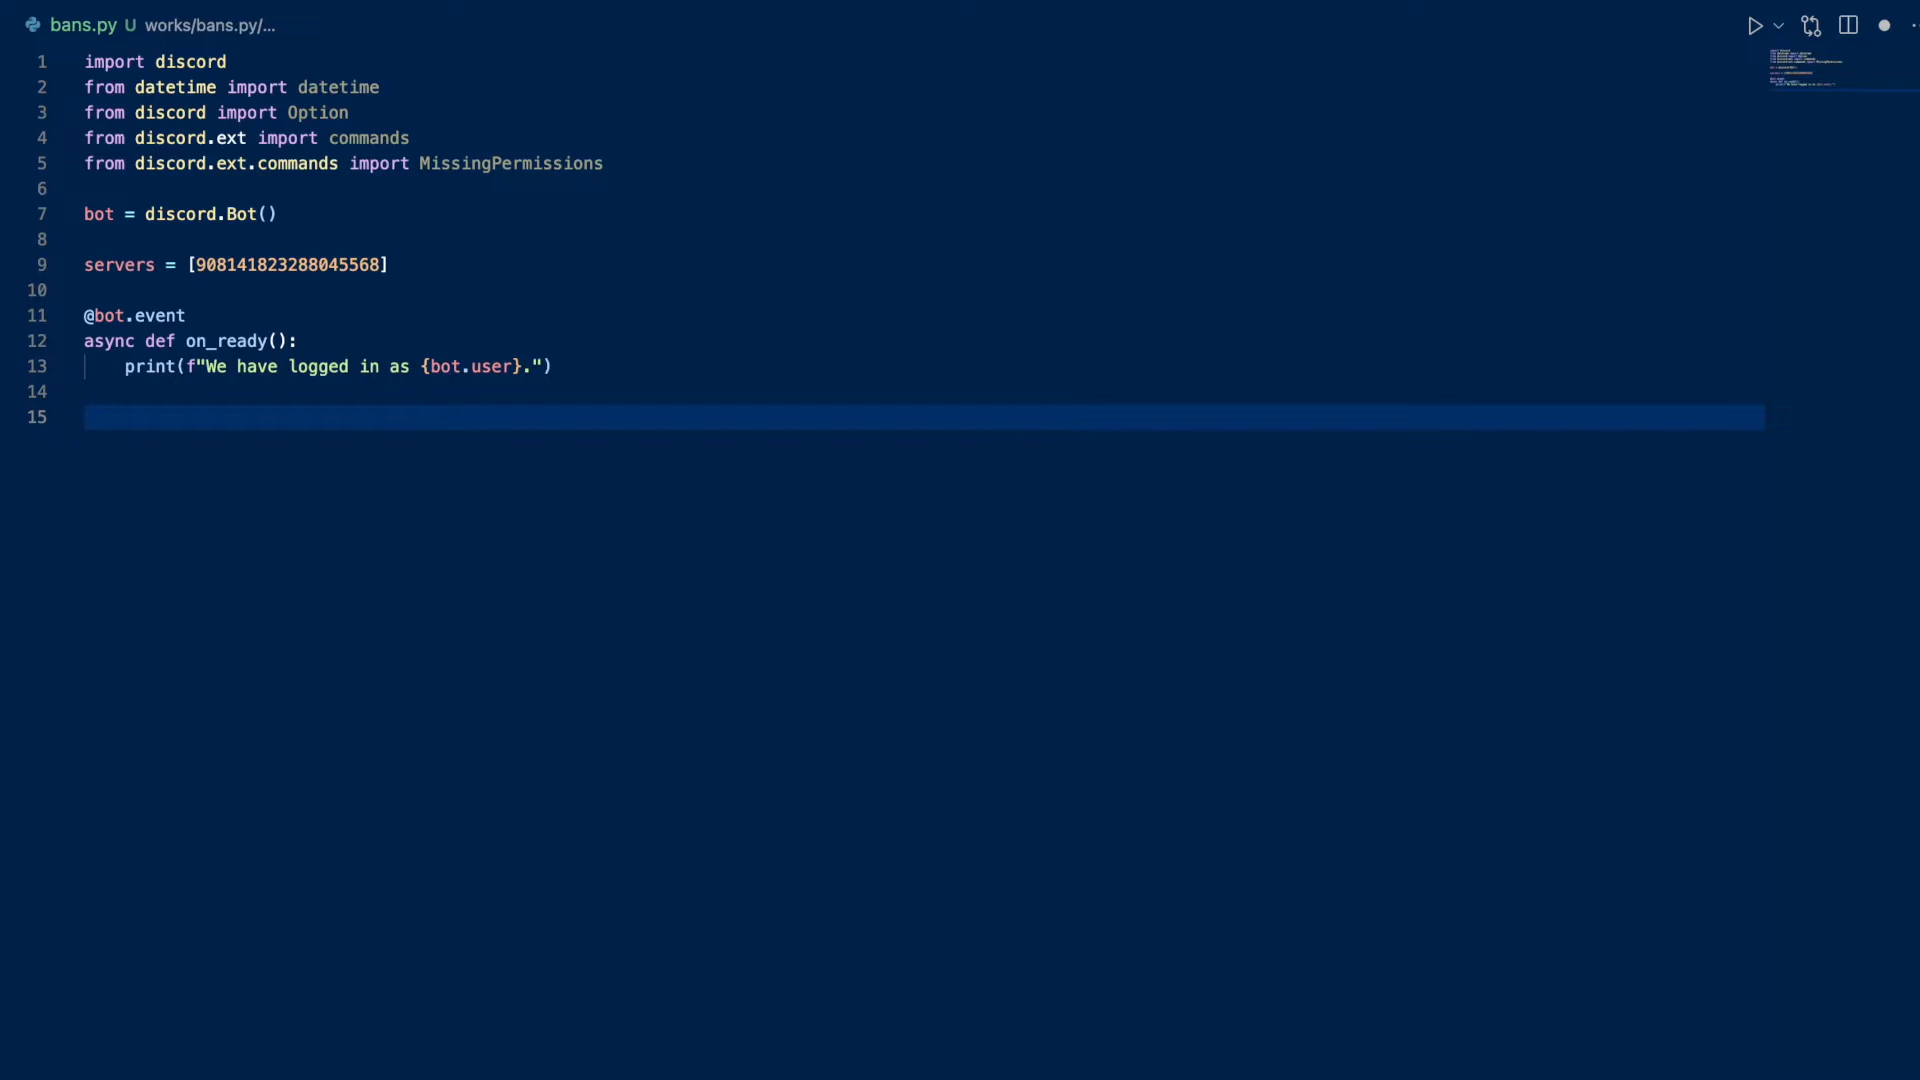 bans.py U works/bans.py/...
1 import discord
2 from datetime import datetime
3 from discord import Option
4 from discord.ext import commands
5 from discord.ext.commands import MissingPermissions
6
7 bot = discord.Bot()
8
9 servers = [908141823288045568]
10
11 @bot.event
12 async def on_ready():
13     print(f"We have logged in as {bot.user}.")
14
15